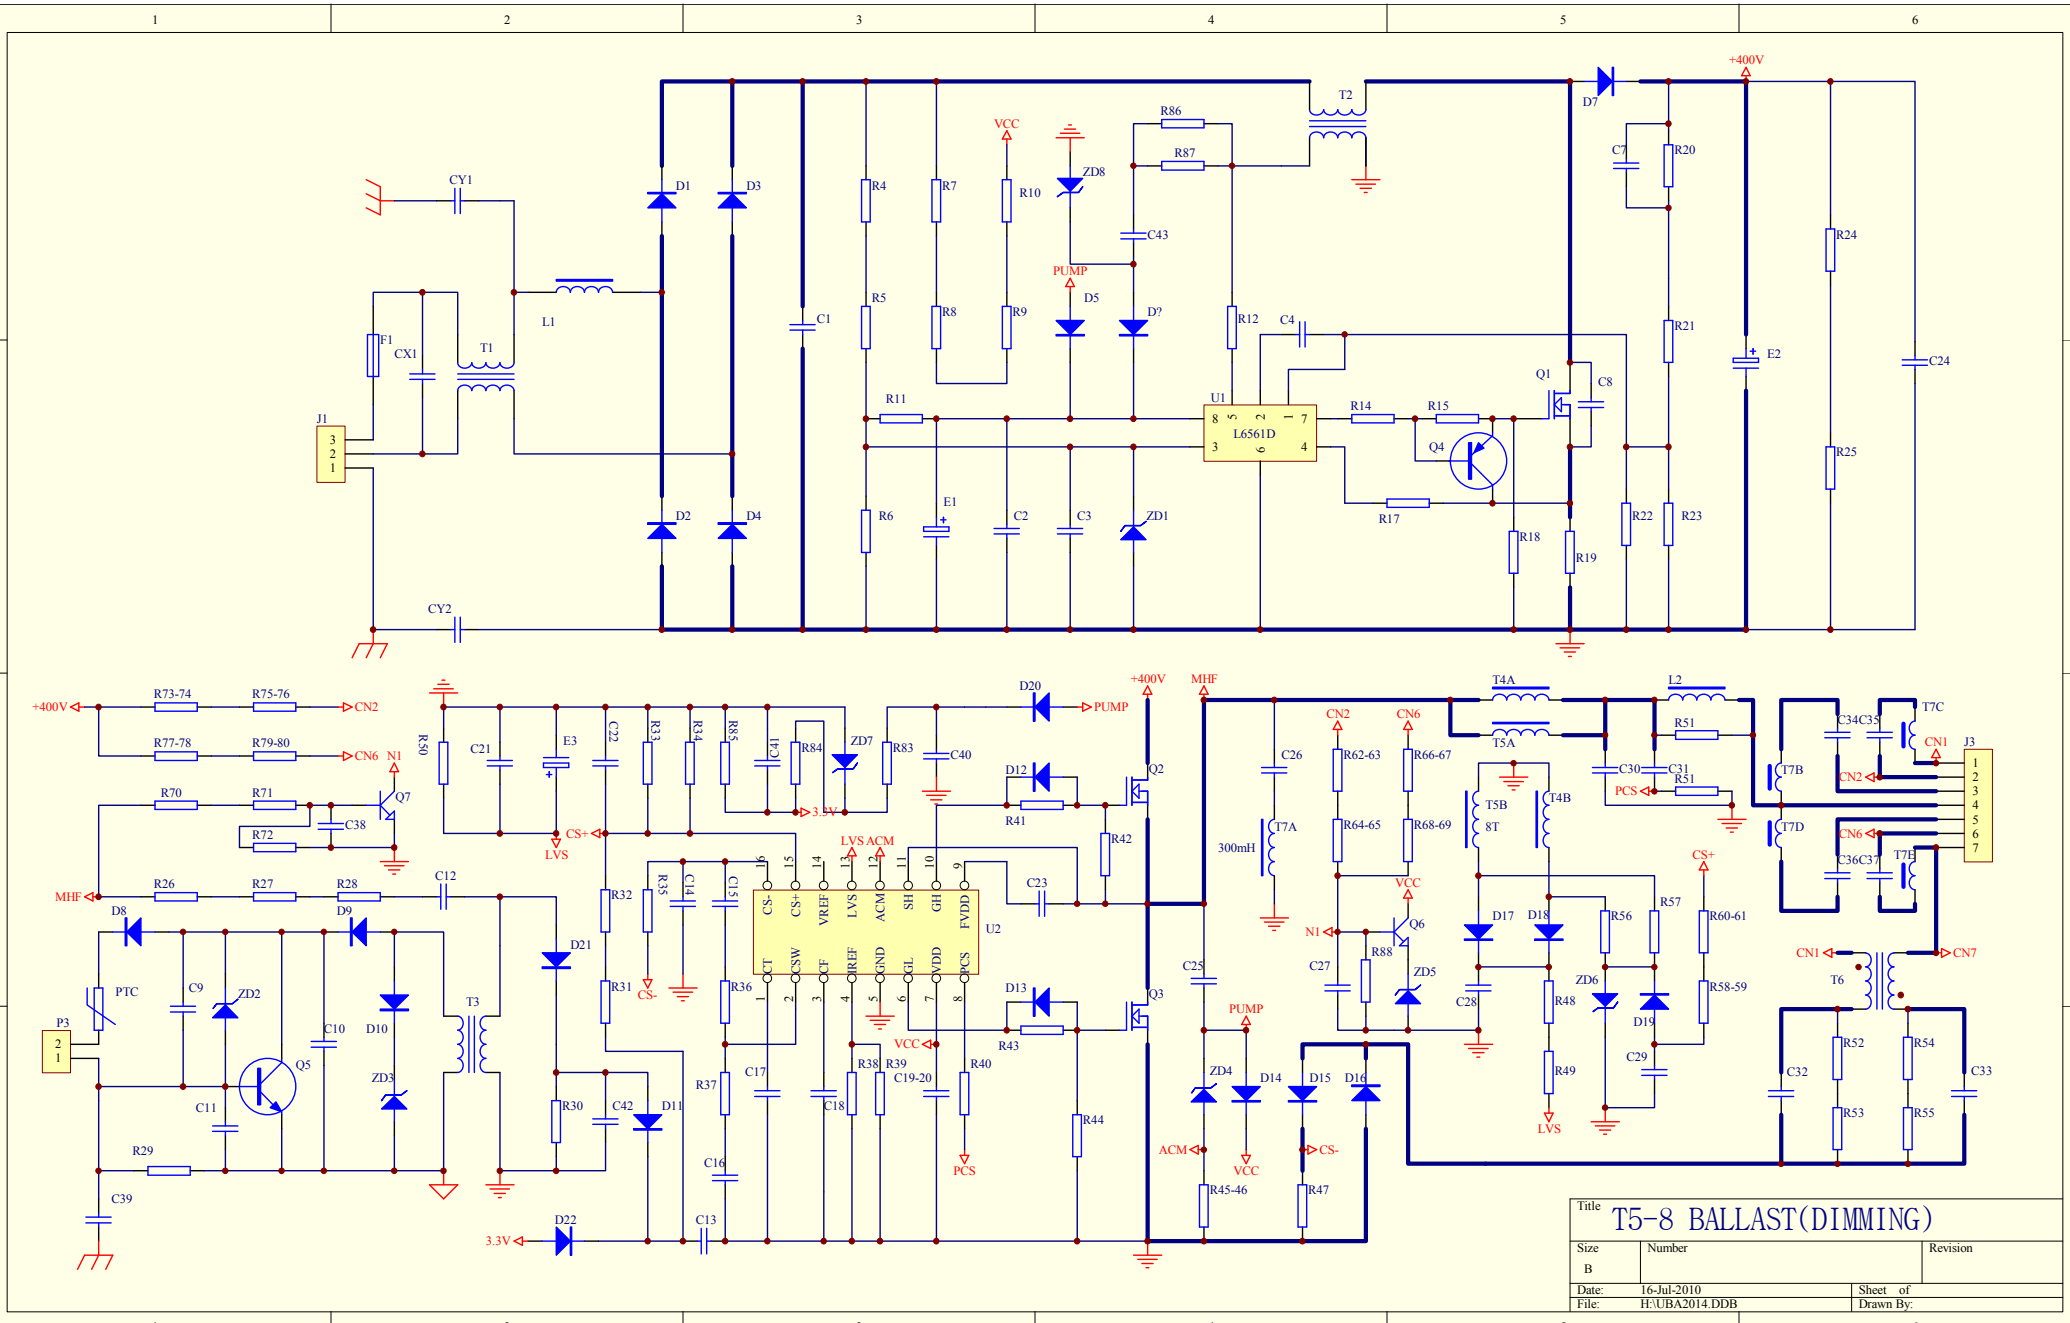 1 2 3 4 5 6
+400V
T2
D7
R86
VCC
R87
C7 R20
ZD8
CY1 D1 D3 R4 R7 R10
C43
R24
PUMP
D5
R5 R8 R9 D? R12 C4
L1
C1
F1
CX1
T1
R21
E2
C24
Q1
C8
J1
R11
U1
8 5 2 1 7
L6561D
3 6 4
R14 R15
Q4
3
2
1
R25
E1
R6 C2 C3 ZD1
R17
R18
R19
R22 R23
D2 D4
CY2
+400V
R73-74 R75-76
CN2
R77-78 R79-80
CN6
N1
R70 R71
Q7
R72
C38
R50
C21
E3
C22
R33
R34
R85
C41
R84
ZD7
R83
C40
D20
PUMP
+400V
MHF
LVS
CS+
3.3V
D12
R41
Q2
R42
T4A
T5A
L2
R51
C26
CN2 CN6
R62-63 R66-67
R64-65 R68-69
T7A
300mH
T5B
8T
T4B
C30 C31
R51
PCS
C34 C35
T7C
CN1
J3
T7B
CN2
1
2
3
4
5
6
7
T7D
CN6
C36 C37
T7E
MHF
R26 R27 R28
C12
D8 D9
D21
R32
R31
R35
C14
C15
CS-
LVS ACM
16 15 14 13 12 11 10 9
CS- CS+ VREF LVS ACM SH GH FVDD
U2
CT CSW CF IREF GND GL VDD PCS
1 2 3 4 5 6 7 8
C23
R36
VCC
D13
R43
Q3
C25
N1
VCC
Q6
C27
R88
ZD5
C28
D17 D18
R56 R57
CS+
R60-61
R58-59
ZD6
D19
R48
R49
C29
LVS
CN1 CN7
T6
PTC
P3
2
1
C9
ZD2
C10
D10
ZD3
Q5
C11
T3
R29
C39
R30
C42
D11
R37
C17
C18
R38 R39
C19-20
R40
PCS
R44
C16
C13
D22
3.3V
PUMP
ZD4
D14
D15
D16
ACM
VCC
CS-
R45-46
R47
C32
R52
R53
R54
R55
C33
Title
T5-8 BALLAST(DIMMING)
Size Number Revision
B
Date: 16-Jul-2010 Sheet of
File: H:\UBA2014.DDB Drawn By: